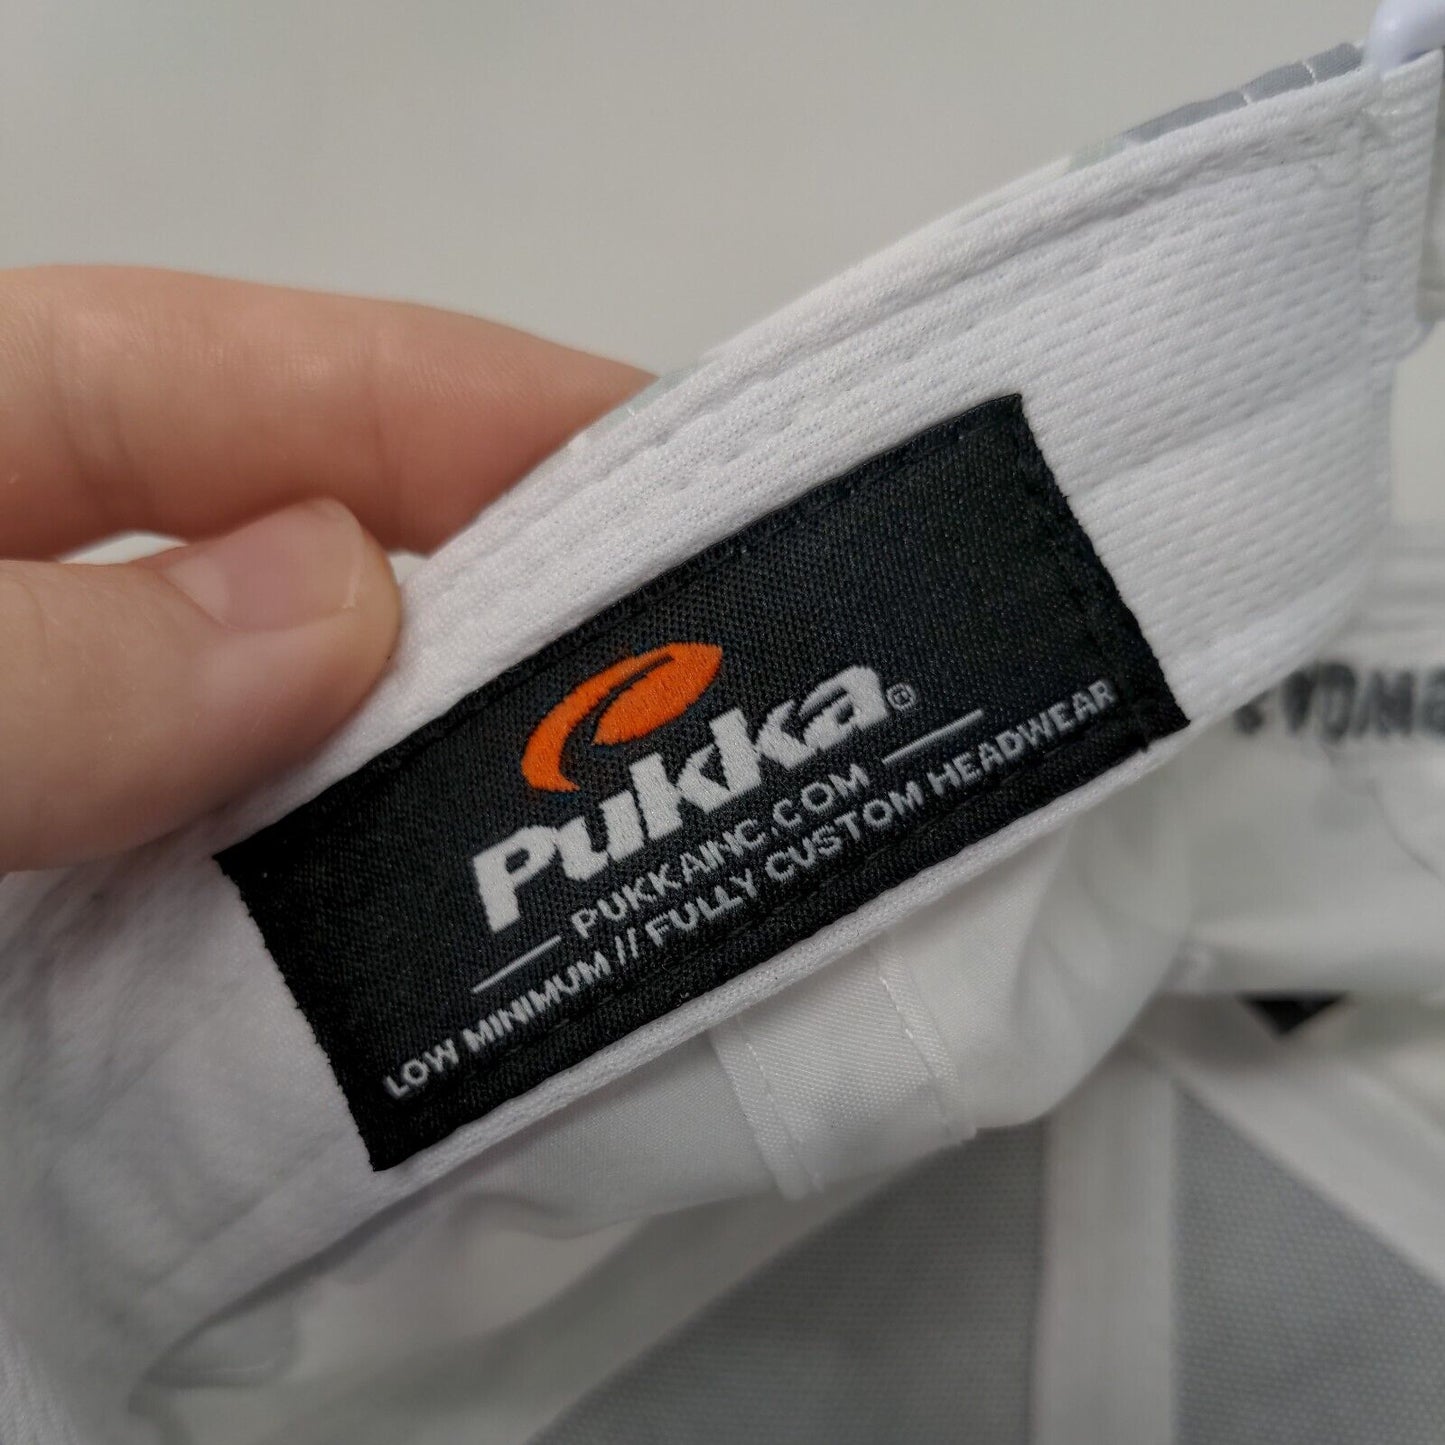 Pukka®
PUKKAINC.COM
LOW MINIMUM // FULLY CUSTOM HEADWEAR